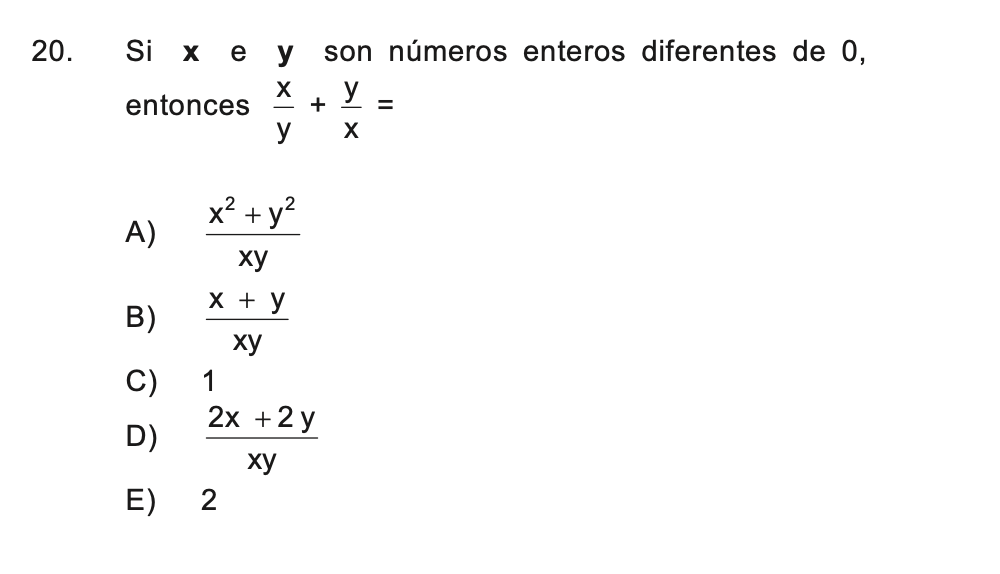 20. Si x e y son números enteros diferentes de 0,
entonces x/y + y/x =
A) x² + y² / xy
B) x + y / xy
C) 1
D) 2x + 2y / xy
E) 2